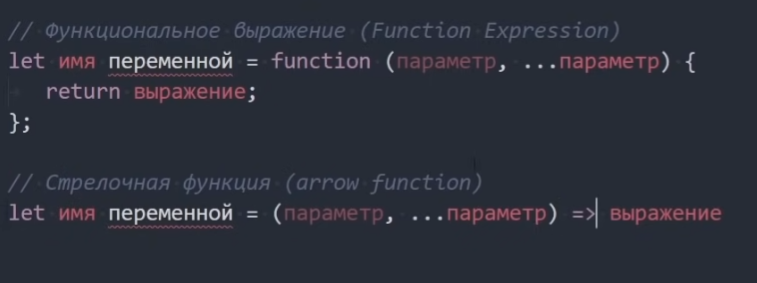 // Функциональное выражение (Function Expression)
let имя переменной = function (параметр, ...параметр) {
return выражение;
};
// Стрелочная функция (arrow function)
let имя переменной = (параметр, ...параметр) => выражение